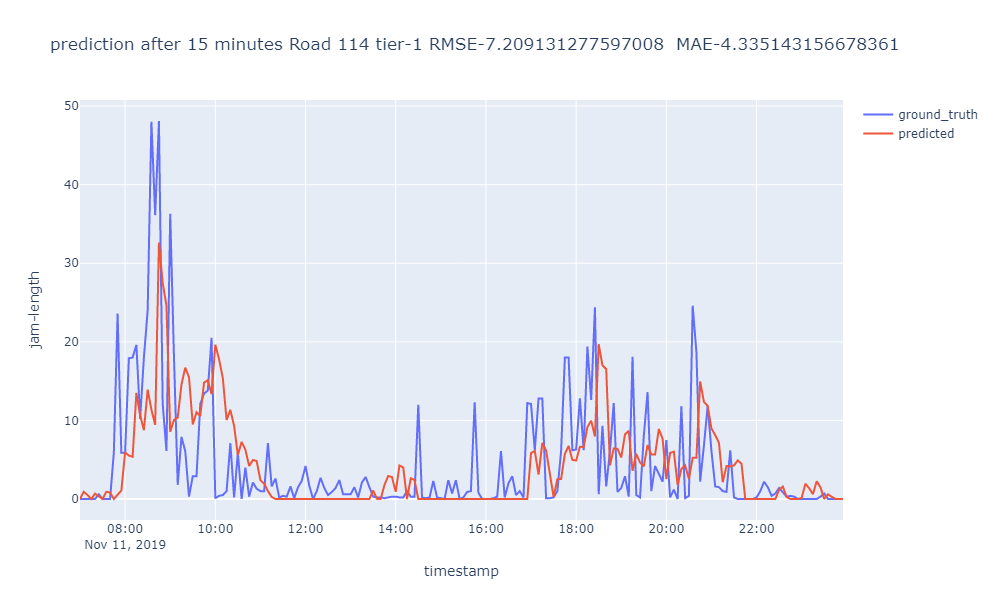 prediction after 15 minutes Road 114 tier-1 RMSE-7.209131277597008  MAE-4.335143156678361
ground_truth
predicted
50
40
30
20
10
0
jam-length
08:00
10:00
12:00
14:00
16:00
18:00
20:00
22:00
Nov 11, 2019
timestamp